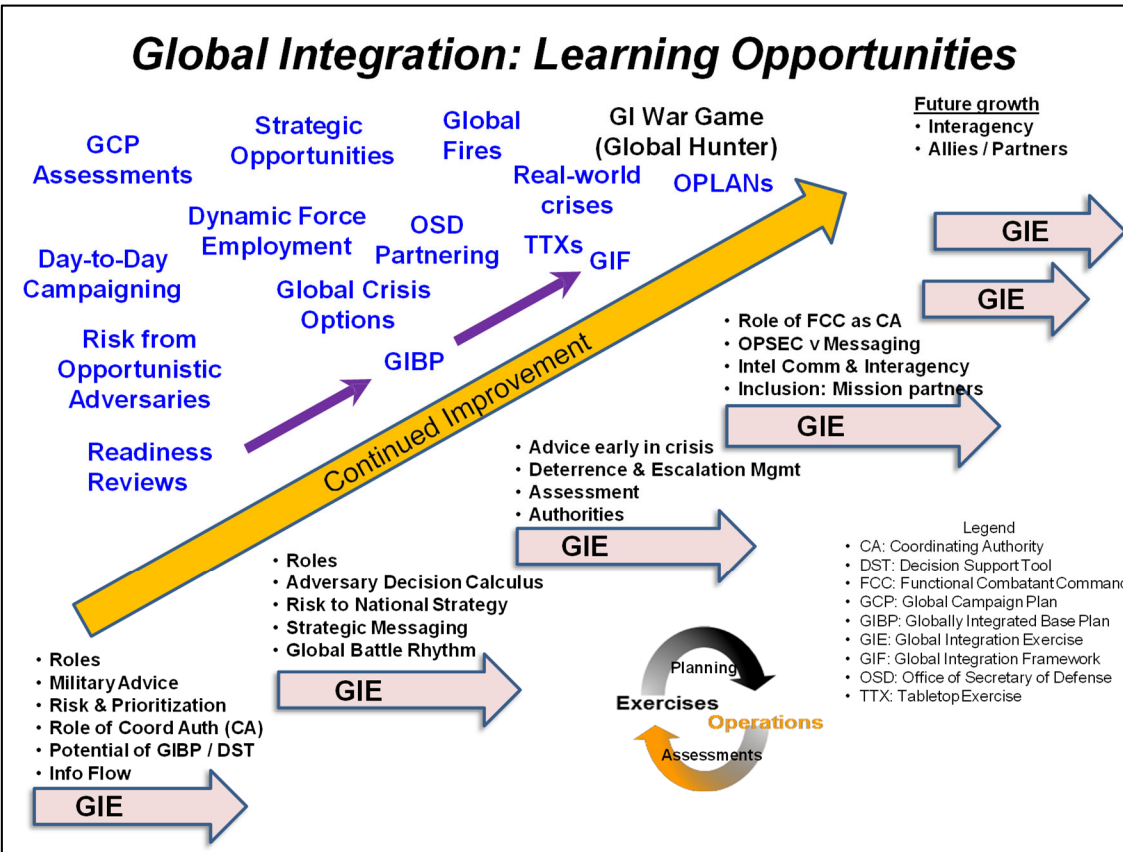 Global Integration: Learning Opportunities
GCP
Assessments
Strategic
Opportunities
Global
Fires
GI War Game
(Global Hunter)
Future growth
• Interagency
• Allies / Partners
Real-world
crises
OPLANs
Dynamic Force
Employment
OSD
Partnering
TTXs
GIF
Day-to-Day
Campaigning
Global Crisis
Options
Risk from
Opportunistic
Adversaries
GIBP
Readiness
Reviews
Continued Improvement
GIE
GIE
• Role of FCC as CA
• OPSEC v Messaging
• Intel Comm & Interagency
• Inclusion: Mission partners
GIE
• Advice early in crisis
• Deterrence & Escalation Mgmt
• Assessment
• Authorities
GIE
• Roles
• Adversary Decision Calculus
• Risk to National Strategy
• Strategic Messaging
• Global Battle Rhythm
GIE
• Roles
• Military Advice
• Risk & Prioritization
• Role of Coord Auth (CA)
• Potential of GIBP / DST
• Info Flow
GIE
Planning
Exercises
Operations
Assessments
Legend
• CA: Coordinating Authority
• DST: Decision Support Tool
• FCC: Functional Combatant Command
• GCP: Global Campaign Plan
• GIBP: Globally Integrated Base Plan
• GIE: Global Integration Exercise
• GIF: Global Integration Framework
• OSD: Office of Secretary of Defense
• TTX: Tabletop Exercise